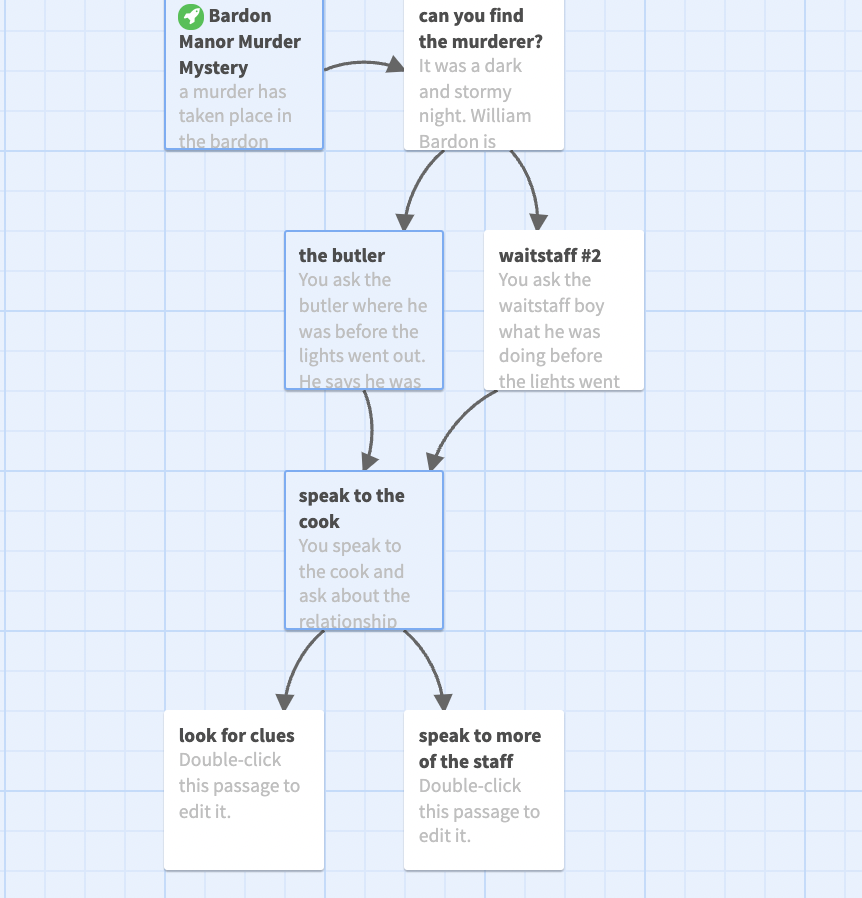 Bardon
Manor Murder
Mystery
a murder has
taken place in
the bardon
can you find
the murderer?
It was a dark
and stormy
night. William
Bardon is
the butler
You ask the
butler where he
was before the
lights went out.
He says he was
waitstaff #2
You ask the
waitstaff boy
what he was
doing before
the lights went
speak to the
cook
You speak to
the cook and
ask about the
relationship
look for clues
Double-click
this passage to
edit it.
speak to more
of the staff
Double-click
this passage to
edit it.